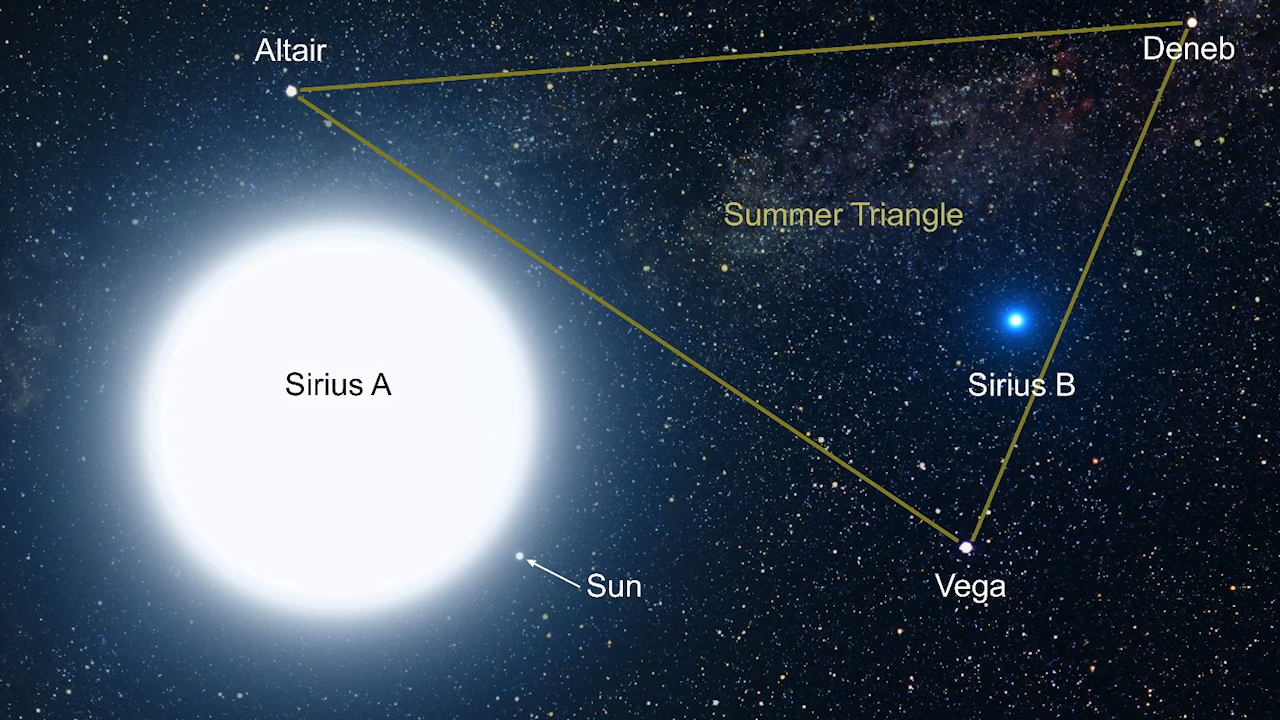 Altair
Deneb
Summer Triangle
Sirius A
Sirius B
Sun
Vega